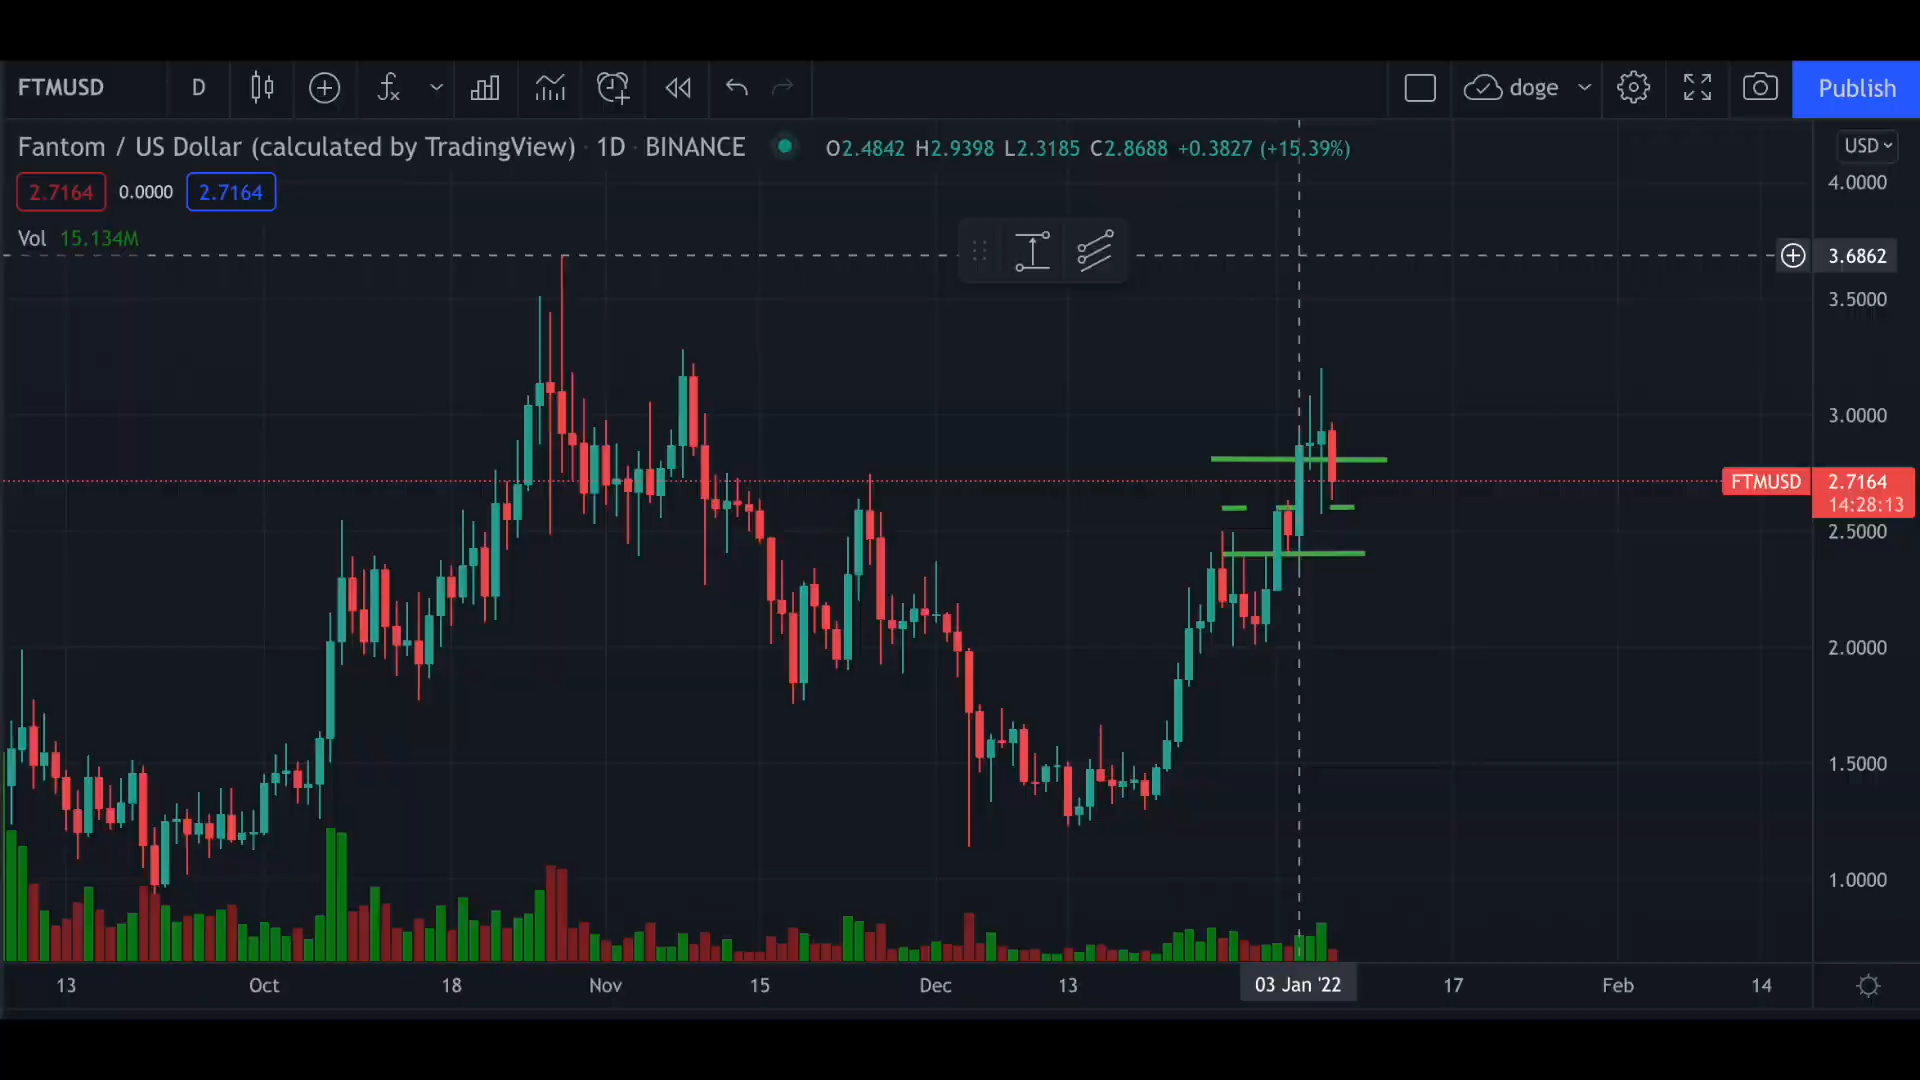 FTMUSD D fx doge Publish
Fantom / US Dollar (calculated by TradingView) · 1D · BINANCE O2.4842 H2.9398 L2.3185 C2.8688 +0.3827 (+15.39%) USD
2.7164 0.0000 2.7164
4.0000
Vol 15.134M
3.6862
3.5000
3.0000
FTMUSD 2.7164
14:28:13
2.5000
2.0000
1.5000
1.0000
13 Oct 18 Nov 15 Dec 13 03 Jan '22 17 Feb 14